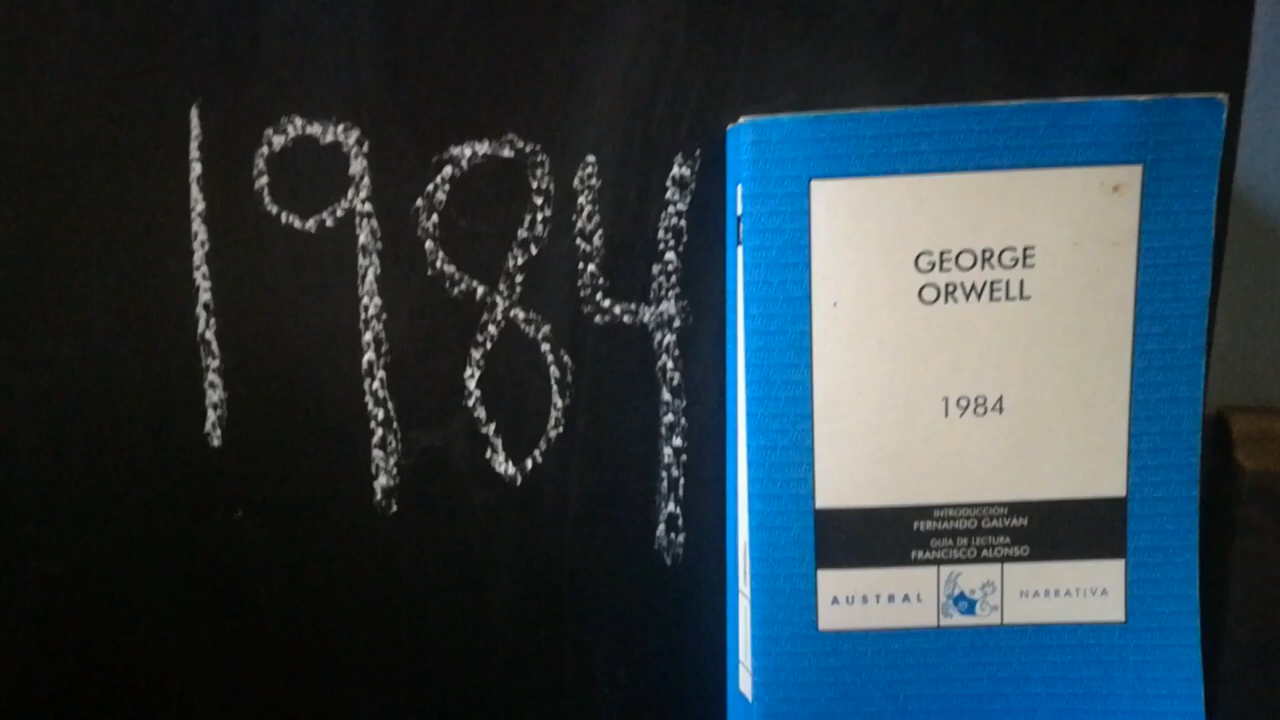 1984
GEORGE
ORWELL
1984
INTRODUCCIÓN
FERNANDO GALVÁN
GUÍA DE LECTURA
FRANCISCO ALONSO
AUSTRAL
NARRATIVA